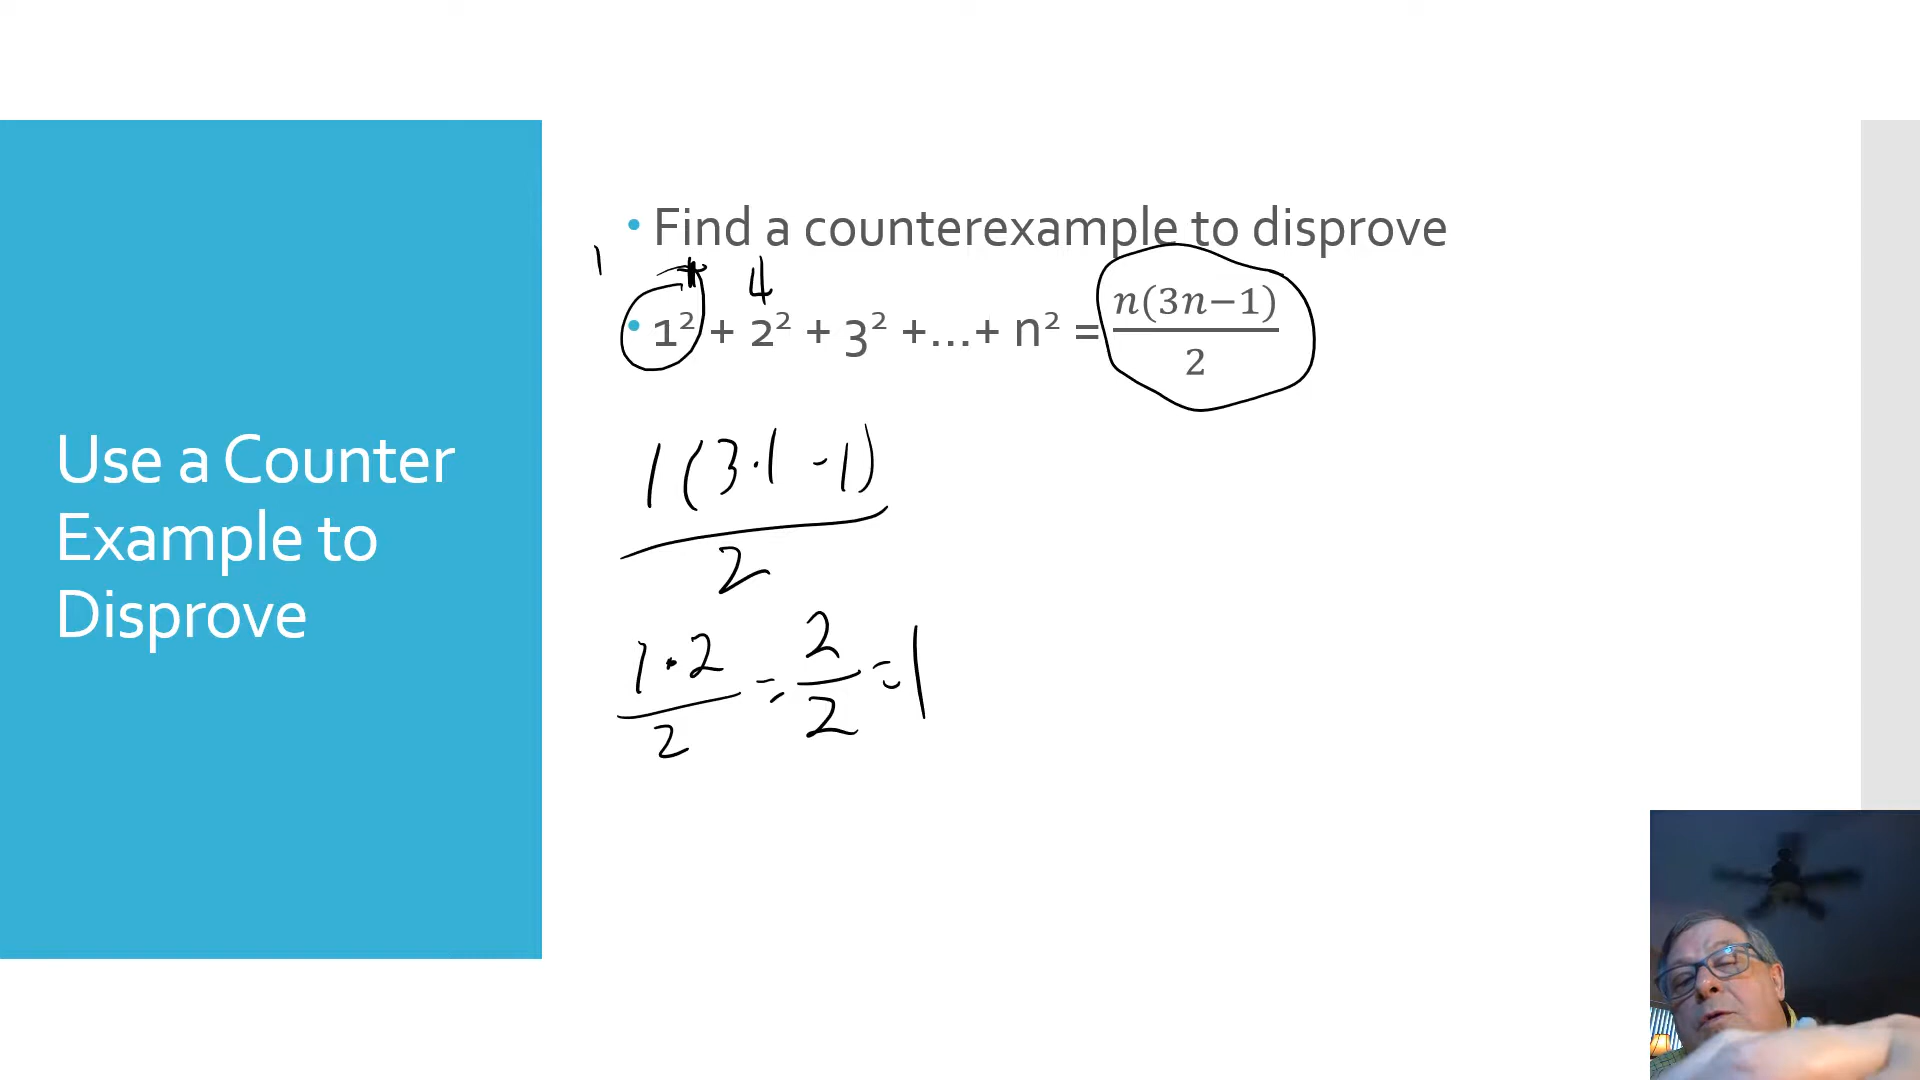 Use a Counter
Example to
Disprove
• Find a counterexample to disprove
1 4
• 1² + 2² + 3² +...+ n² = n(3n−1)/2
1(3·1 - 1)
2
1·2/2 = 2/2 = 1